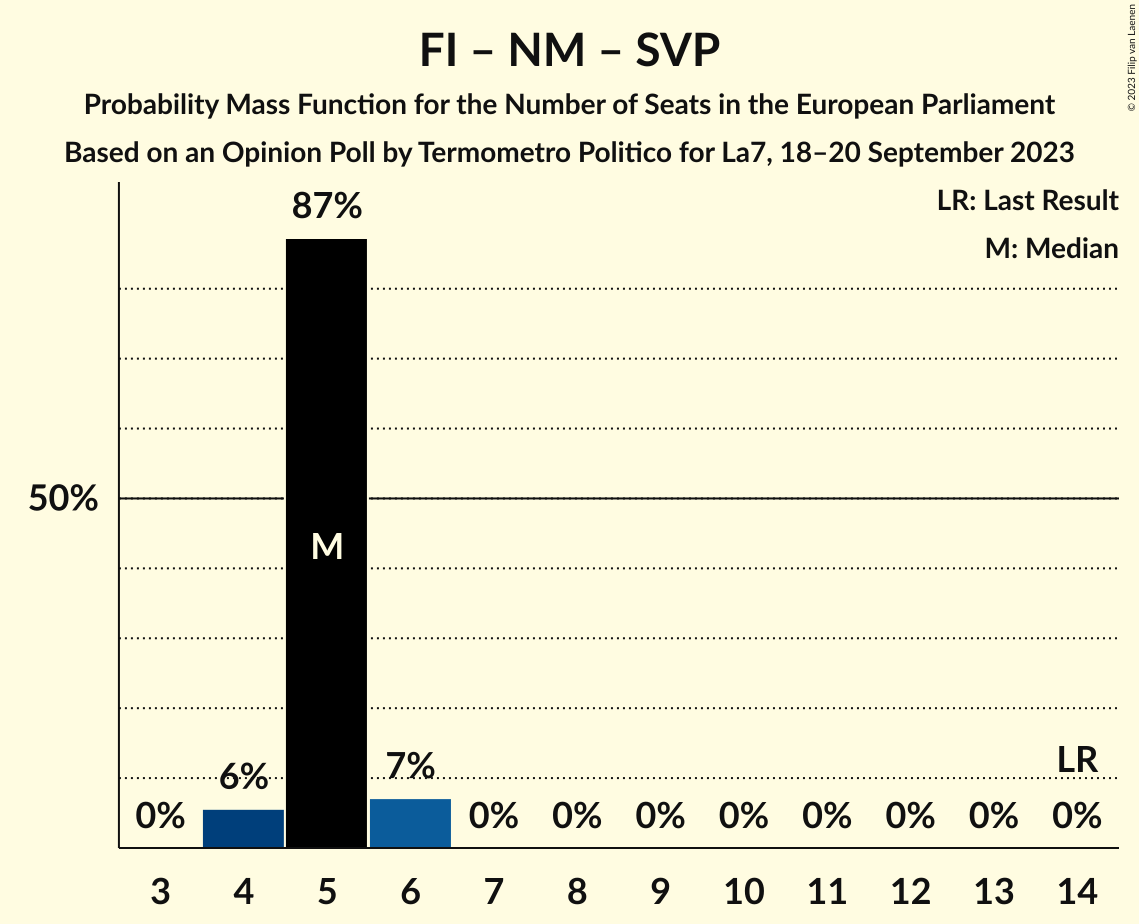 FI – NM – SVP
Probability Mass Function for the Number of Seats in the European Parliament
Based on an Opinion Poll by Termometro Politico for La7, 18–20 September 2023
© 2023 Filip van Laenen
LR: Last Result
M: Median
87%
50%
M
6%
7%
LR
0%
0%
0%
0%
0%
0%
0%
0%
0%
3 4 5 6 7 8 9 10 11 12 13 14